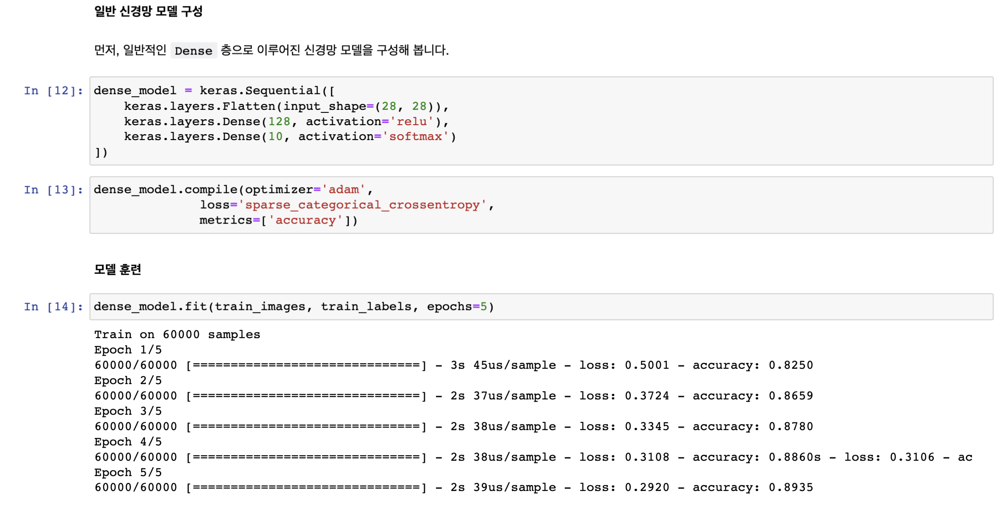 일반 신경망 모델 구성
먼저, 일반적인 Dense 층으로 이루어진 신경망 모델을 구성해 봅니다.
In [12]: dense_model = keras.Sequential([
    keras.layers.Flatten(input_shape=(28, 28)),
    keras.layers.Dense(128, activation='relu'),
    keras.layers.Dense(10, activation='softmax')
])
In [13]: dense_model.compile(optimizer='adam',
              loss='sparse_categorical_crossentropy',
              metrics=['accuracy'])
모델 훈련
In [14]: dense_model.fit(train_images, train_labels, epochs=5)
Train on 60000 samples
Epoch 1/5
60000/60000 [==============================] - 3s 45us/sample - loss: 0.5001 - accuracy: 0.8250
Epoch 2/5
60000/60000 [==============================] - 2s 37us/sample - loss: 0.3724 - accuracy: 0.8659
Epoch 3/5
60000/60000 [==============================] - 2s 38us/sample - loss: 0.3345 - accuracy: 0.8780
Epoch 4/5
60000/60000 [==============================] - 2s 38us/sample - loss: 0.3108 - accuracy: 0.8860s - loss: 0.3106 - ac
Epoch 5/5
60000/60000 [==============================] - 2s 39us/sample - loss: 0.2920 - accuracy: 0.8935